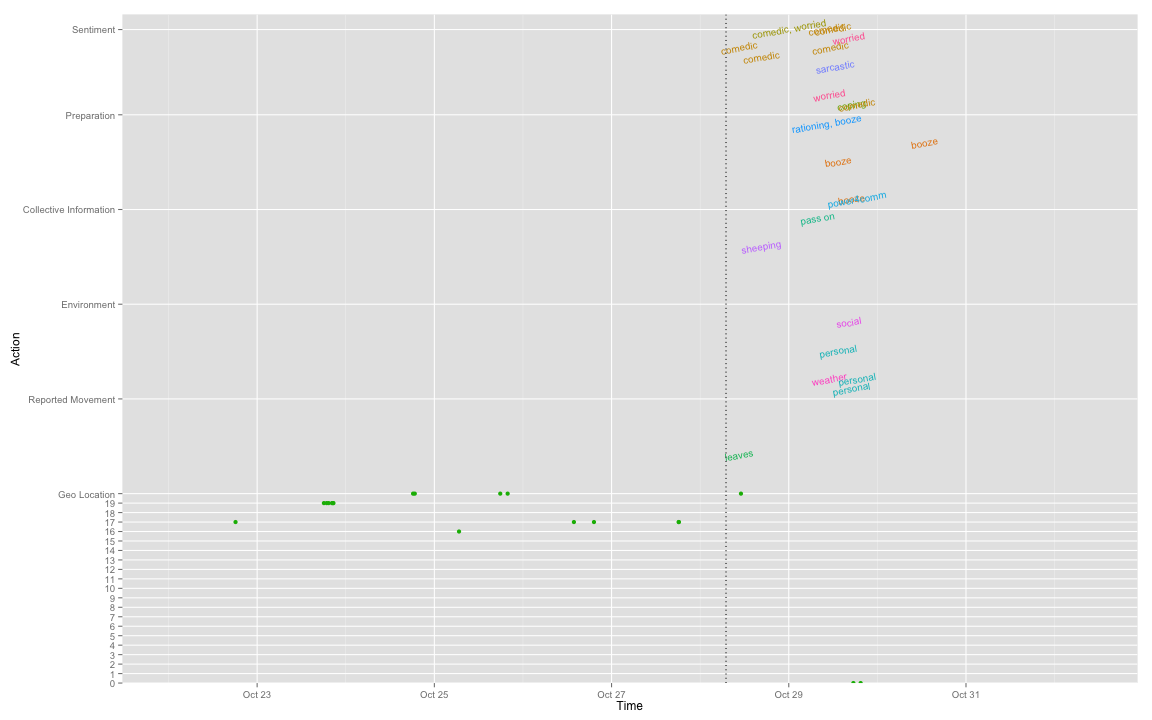 Sentiment
comedic, worried
comedic
comedic
worried
comedic
comedic
comedic
sarcastic
worried
comedic
Preparation
rationing, booze
booze
booze
power4comm
Collective Information
pass on
sheeping
Environment
social
personal
weather
personal
personal
Reported Movement
leaves
Geo Location
19
18
17
16
15
14
13
12
11
10
9
8
7
6
5
4
3
2
1
0
Oct 23
Oct 25
Oct 27
Oct 29
Oct 31
Time
Action